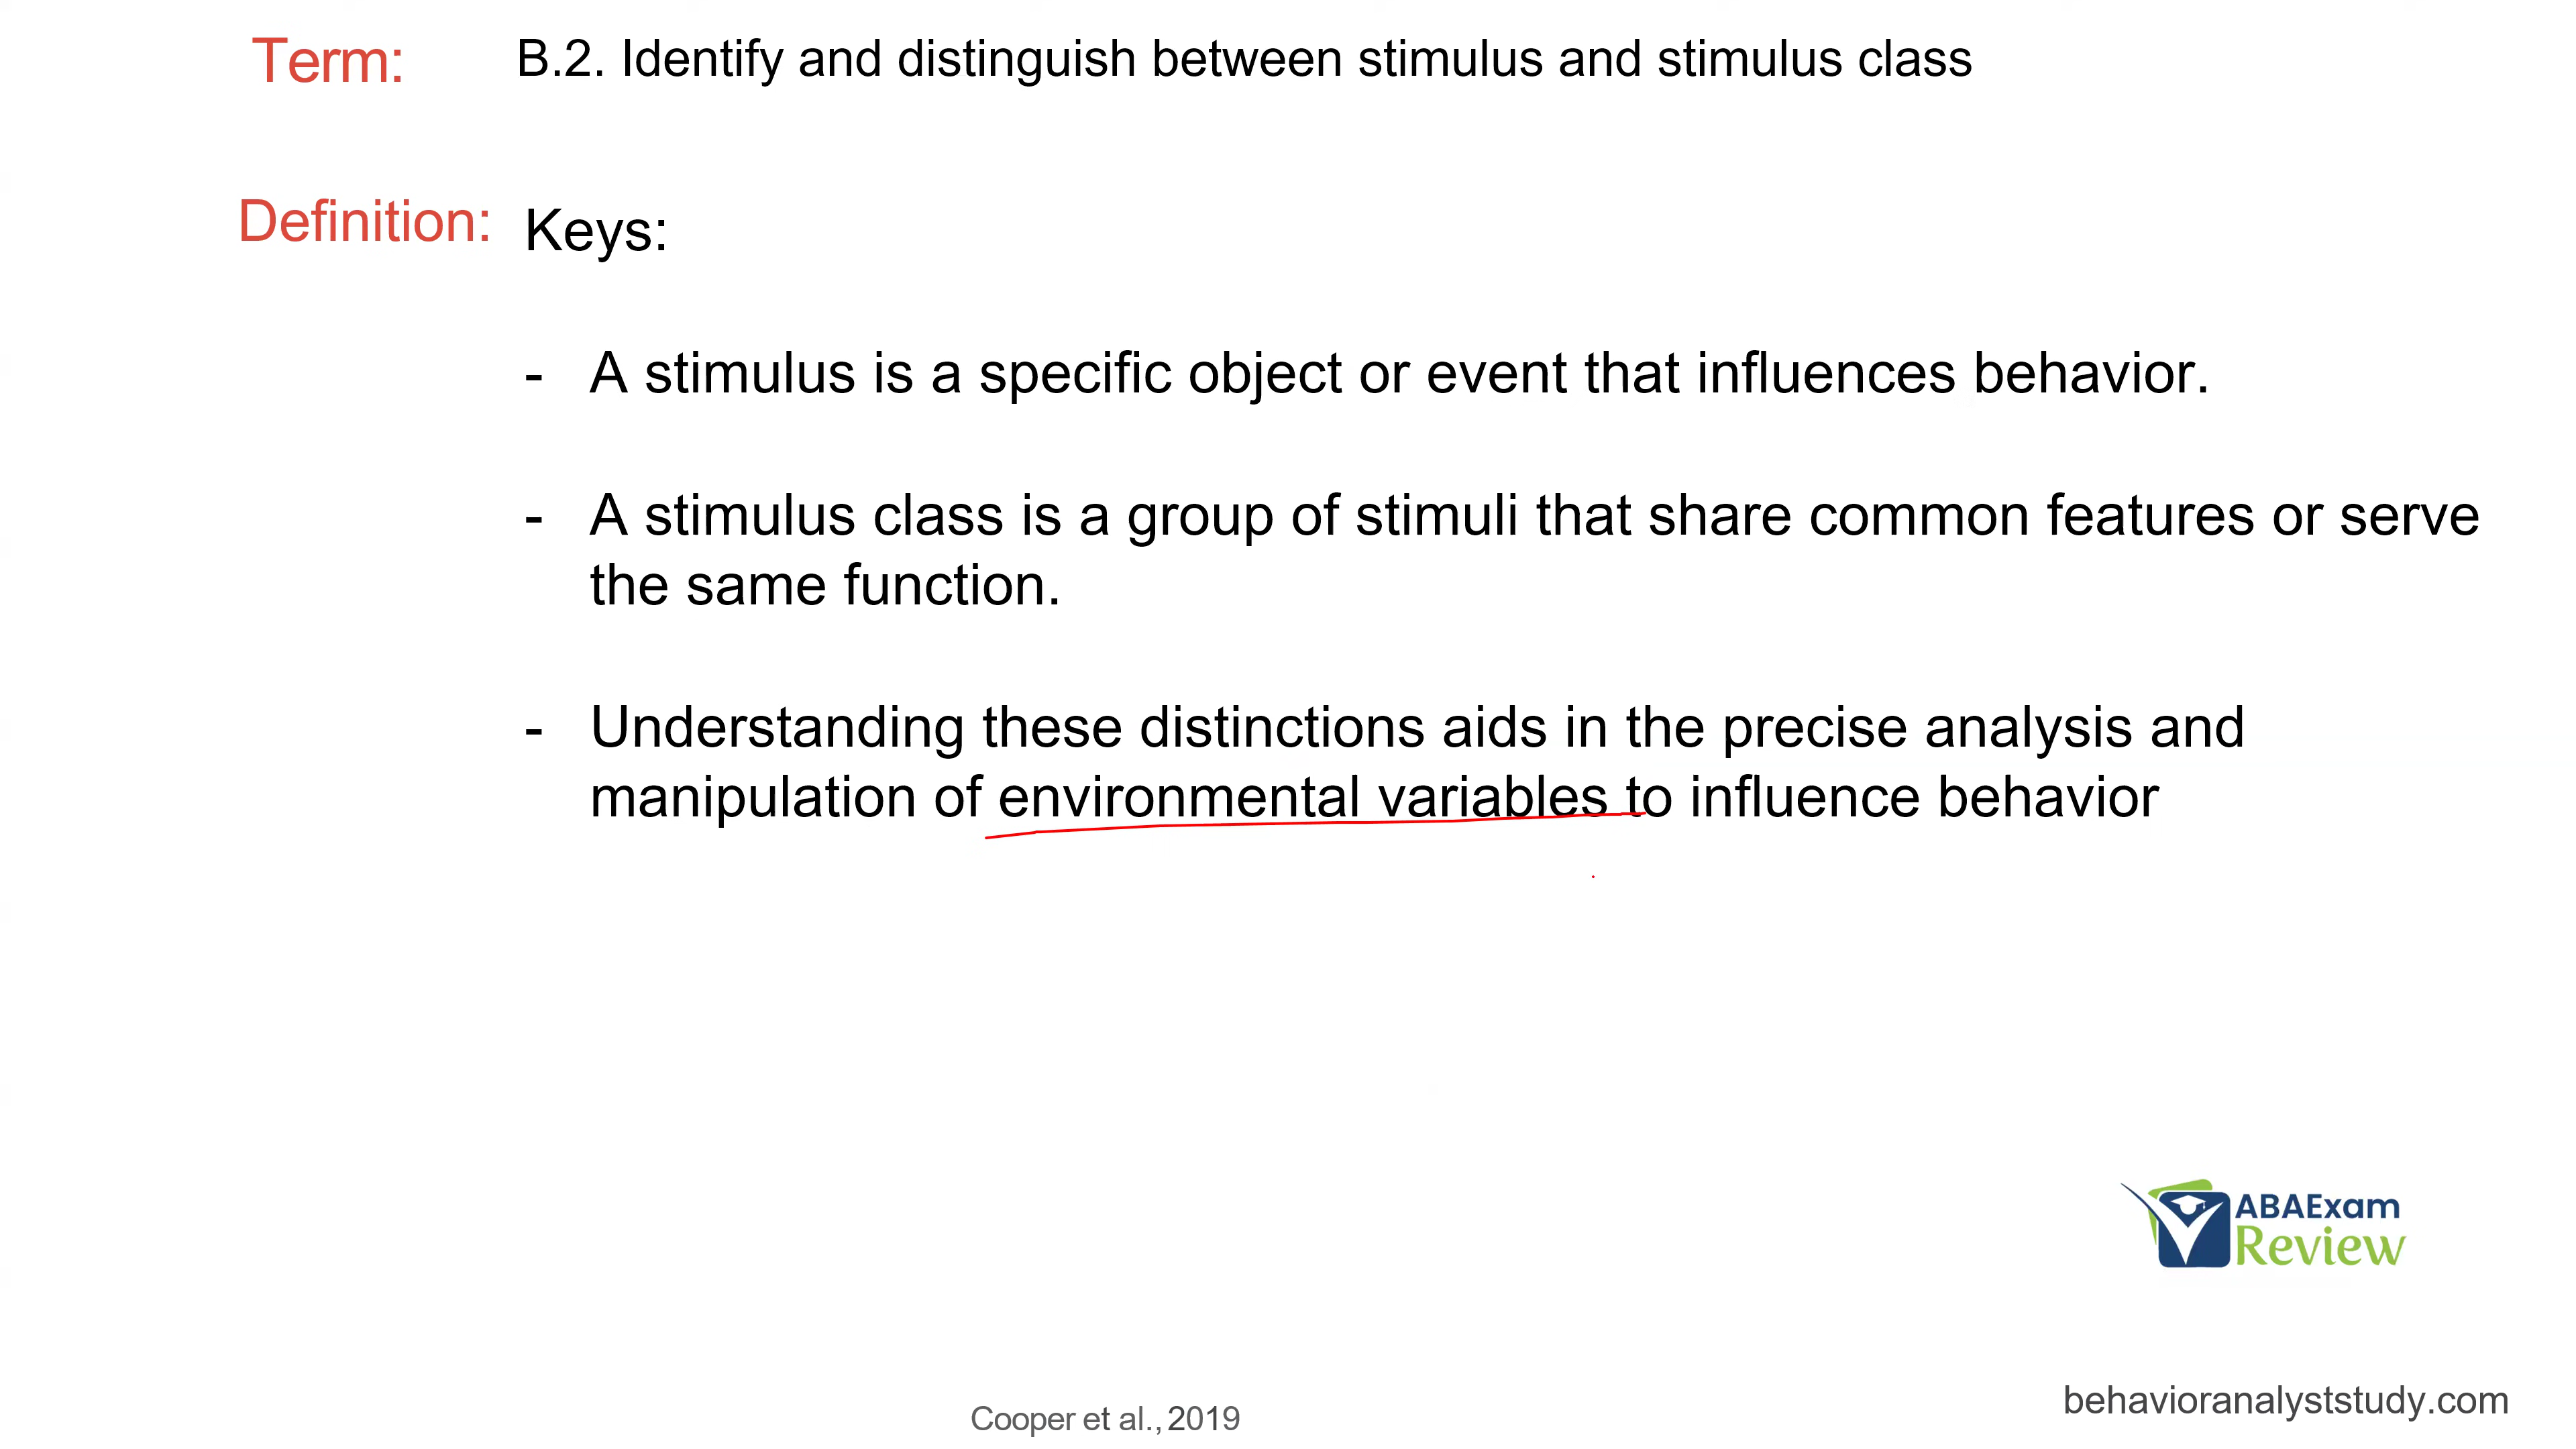 Term: B.2. Identify and distinguish between stimulus and stimulus class
Definition: Keys:
- A stimulus is a specific object or event that influences behavior.
- A stimulus class is a group of stimuli that share common features or serve
the same function.
- Understanding these distinctions aids in the precise analysis and
manipulation of environmental variables to influence behavior
ABAExam
Review
behavioranalyststudy.com
Cooper et al., 2019